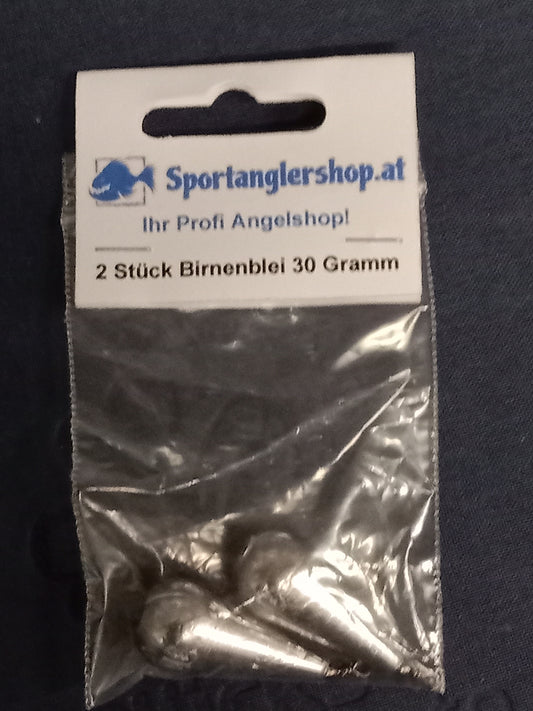 Sportanglershop.at
Ihr Profi Angelshop!
2 Stück Birnenblei 30 Gramm